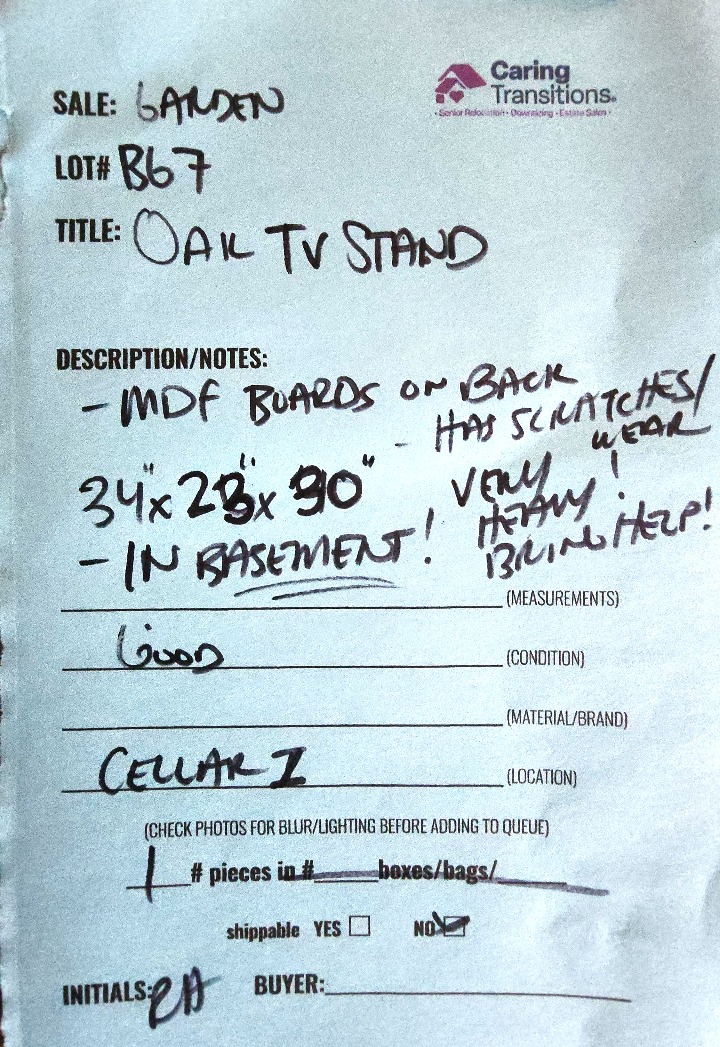 Caring
Transitions.
Senior Relocation • Downsizing • Estate Sales
SALE: GARDEN
LOT# B67
TITLE: OAK TV STAND
DESCRIPTION/NOTES:
- MDF BOARDS ON BACK
- HAS SCRATCHES/
WEAR
34" x 23" x 30"
VERY
HEAVY!
BRING HELP!
- IN BASEMENT!
(MEASUREMENTS)
GOOD (CONDITION)
(MATERIAL/BRAND)
CELLAR I (LOCATION)
(CHECK PHOTOS FOR BLUR/LIGHTING BEFORE ADDING TO QUEUE)
1 # pieces in # boxes/bags/
shippable YES ☐ NO ☑
INITIALS: RA BUYER: